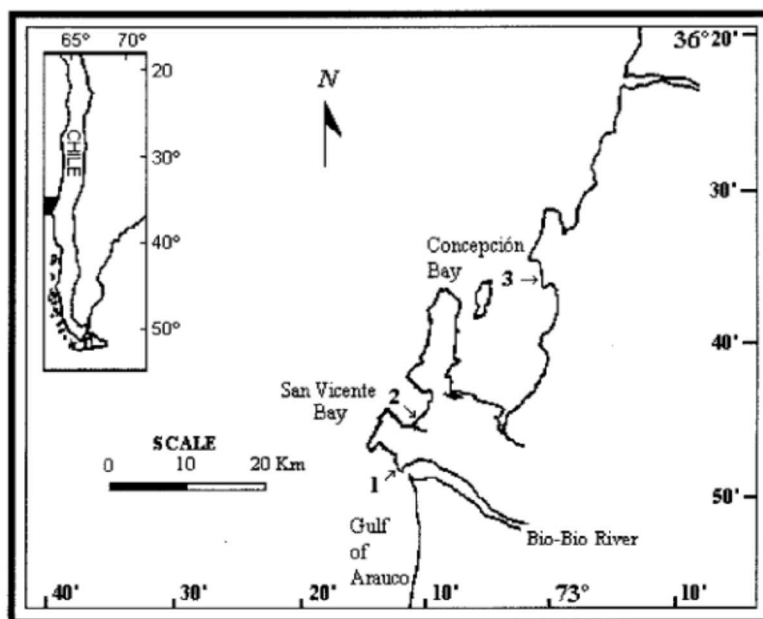 65° 70°
20
30°
40°
50°
CHILE
N
36°20'
30'
40'
50'
Concepción
Bay
3
San Vicente
Bay
2
SCALE
0 10 20 Km
1
Gulf
of
Arauco
Bio-Bio River
40' 30' 20' 10' 73° 10'